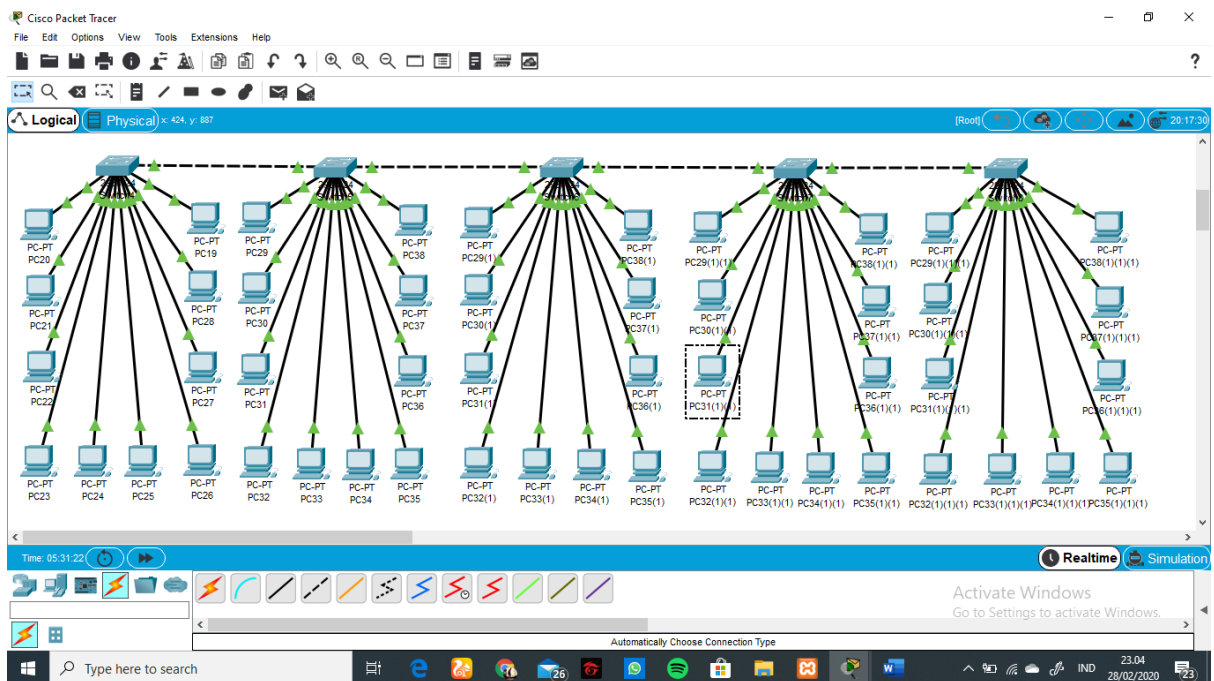 Cisco Packet Tracer
File Edit Options View Tools Extensions Help
?
Logical Physical x: 424, y: 887 [Root] 20:17:30
PC-PT
PC20
PC-PT
PC19
PC-PT
PC29
PC-PT
PC38
PC-PT
PC29(1)
PC-PT
PC38(1)
PC-PT
PC29(1)(1)
PC-PT
PC38(1)(1)
PC-PT
PC29(1)(1)(1)
PC-PT
PC38(1)(1)(1)
PC-PT
PC21
PC-PT
PC28
PC-PT
PC30
PC-PT
PC37
PC-PT
PC30(1)
PC-PT
PC37(1)
PC-PT
PC30(1)(1)
PC-PT
PC37(1)(1)
PC-PT
PC30(1)(1)(1)
PC-PT
PC37(1)(1)(1)
PC-PT
PC22
PC-PT
PC27
PC-PT
PC31
PC-PT
PC36
PC-PT
PC31(1)
PC-PT
PC36(1)
PC-PT
PC31(1)(1)
PC-PT
PC36(1)(1)
PC-PT
PC31(1)(1)(1)
PC-PT
PC36(1)(1)(1)
PC-PT
PC23
PC-PT
PC24
PC-PT
PC25
PC-PT
PC26
PC-PT
PC32
PC-PT
PC33
PC-PT
PC34
PC-PT
PC35
PC-PT
PC32(1)
PC-PT
PC33(1)
PC-PT
PC34(1)
PC-PT
PC35(1)
PC-PT
PC32(1)(1)
PC-PT
PC33(1)(1)
PC-PT
PC34(1)(1)
PC-PT
PC35(1)(1)
PC-PT
PC32(1)(1)(1)
PC-PT
PC33(1)(1)(1)
PC-PT
PC34(1)(1)(1)
PC-PT
PC35(1)(1)(1)
Time: 05:31:22 Realtime Simulation
Activate Windows
Go to Settings to activate Windows.
Automatically Choose Connection Type
Type here to search 26 IND 23.04
28/02/2020 23